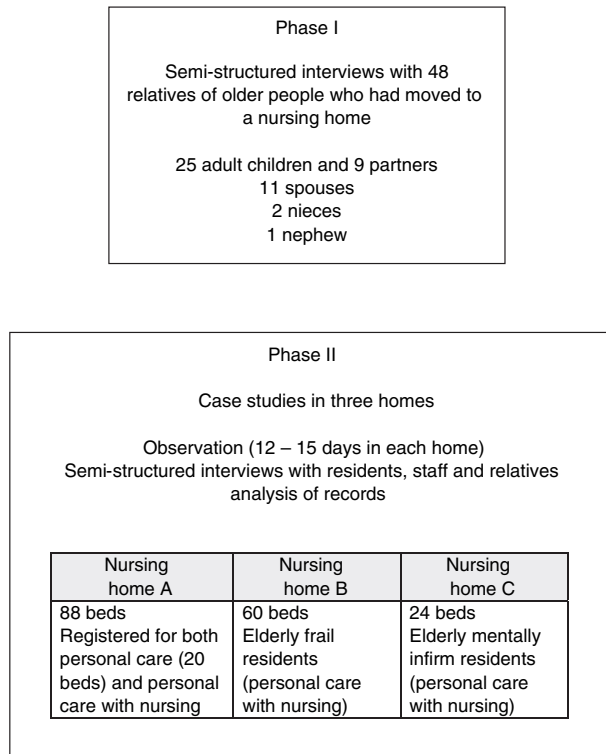 Phase I
Semi-structured interviews with 48
relatives of older people who had moved to
a nursing home
25 adult children and 9 partners
11 spouses
2 nieces
1 nephew
Phase II
Case studies in three homes
Observation (12 – 15 days in each home)
Semi-structured interviews with residents, staff and relatives
analysis of records
Nursing
home A
88 beds
Registered for both
personal care (20
beds) and personal
care with nursing
Nursing
home B
60 beds
Elderly frail
residents
(personal care
with nursing)
Nursing
home C
24 beds
Elderly mentally
infirm residents
(personal care
with nursing)